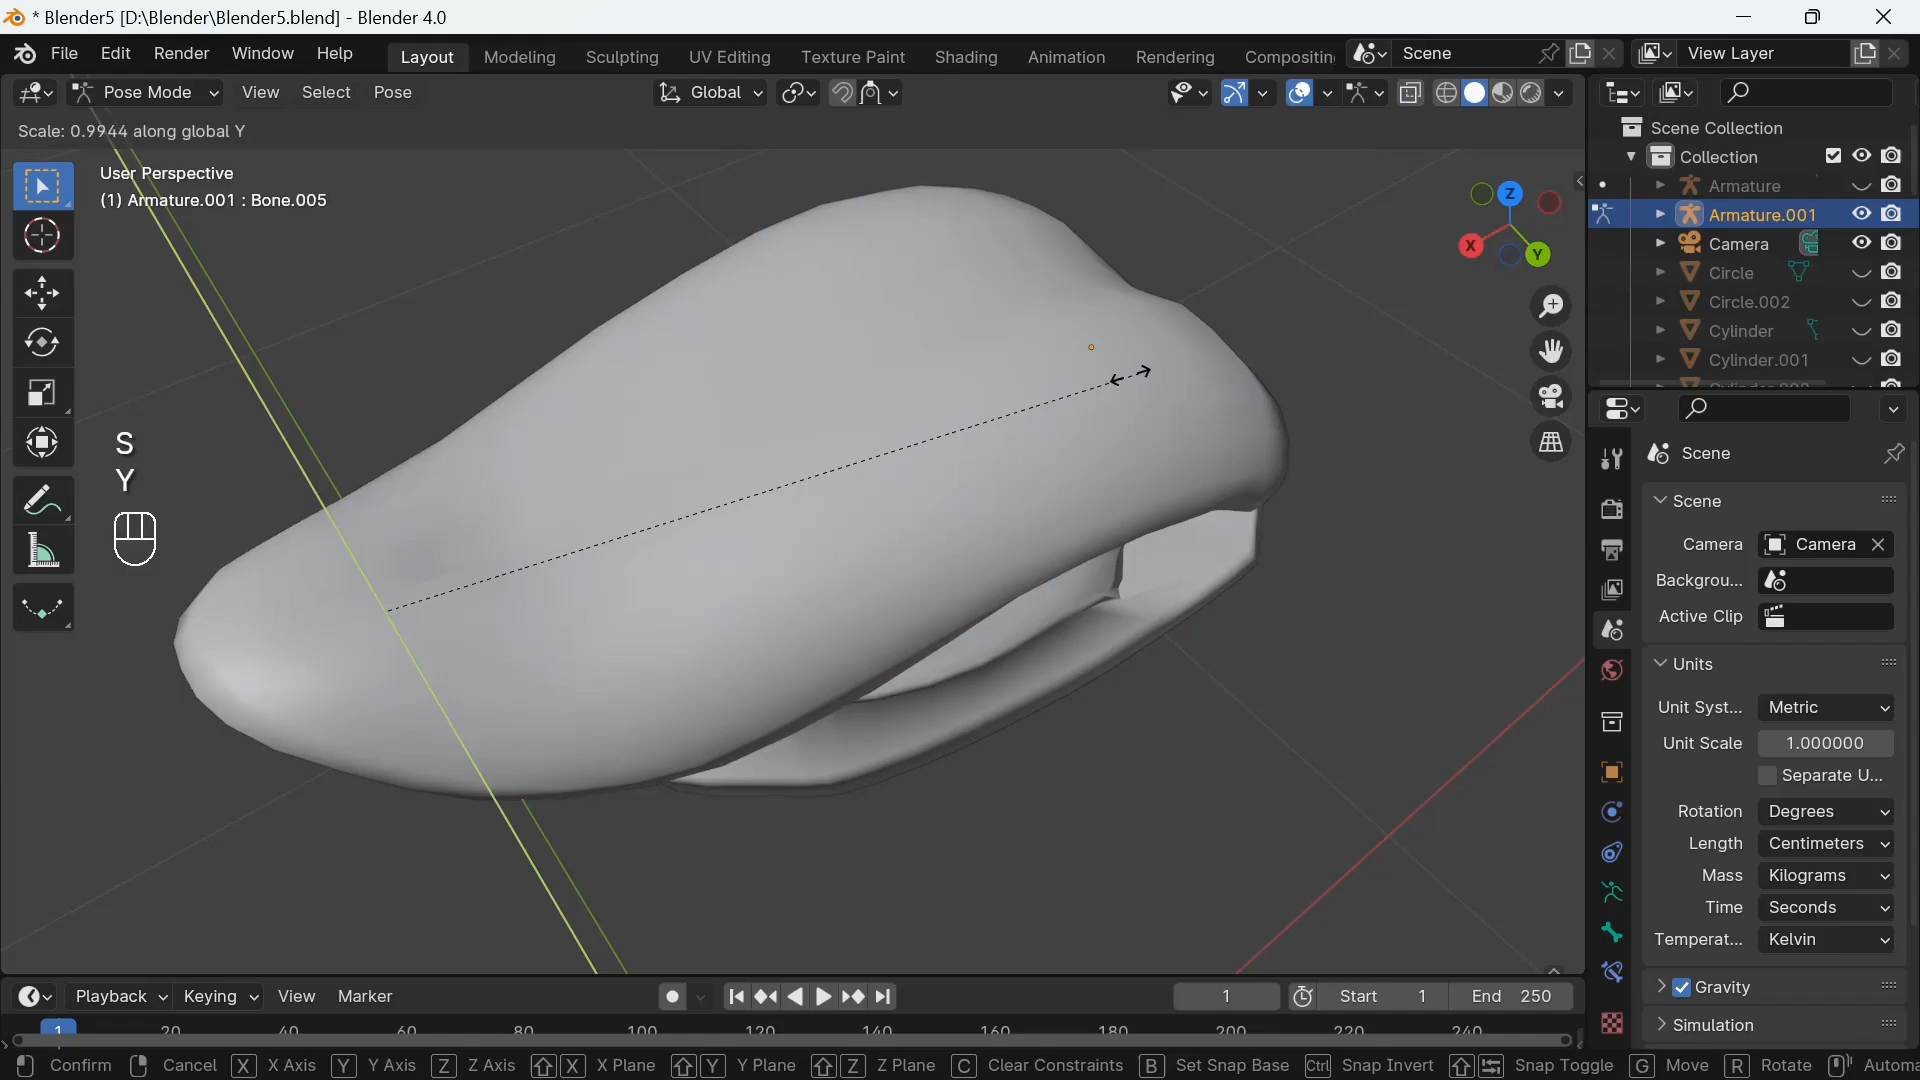 * Blender5 [D:\Blender\Blender5.blend] - Blender 4.0
File Edit Render Window Help Layout Modeling Sculpting UV Editing Texture Paint Shading Animation Rendering Compositin Scene View Layer
Pose Mode View Select Pose Global
Scale: 0.9944 along global Y
User Perspective
(1) Armature.001 : Bone.005
S
Y
Z
X
Y
Scene Collection
Collection
Armature
Armature.001
Camera
Circle
Circle.002
Cylinder
Cylinder.001
Scene
Scene
Camera Camera
Backgrou...
Active Clip
Units
Unit Syst... Metric
Unit Scale 1.000000
Separate U...
Rotation Degrees
Length Centimeters
Mass Kilograms
Time Seconds
Temperat... Kelvin
Gravity
Simulation
Playback Keying View Marker 1 Start 1 End 250
1 20 40 60 80 100 120 140 160 180 200 220 240
Confirm Cancel X X Axis Y Y Axis Z Z Axis X X Plane Y Y Plane Z Z Plane C Clear Constraints B Set Snap Base Ctrl Snap Invert Snap Toggle G Move R Rotate Automa